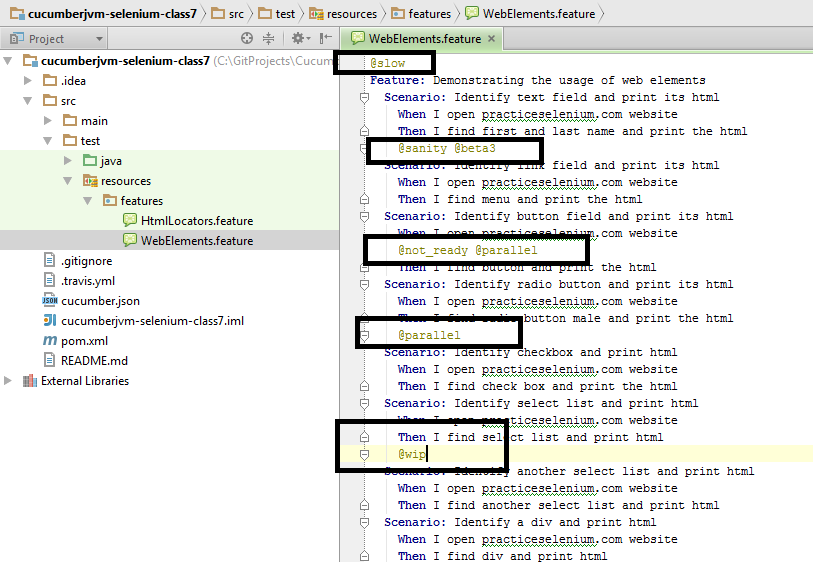 cucumberjvm-selenium-class7 src test resources features WebElements.feature
Project
WebElements.feature
cucumberjvm-selenium-class7 (C:\GitProjects\Cucum
.idea
src
main
test
java
resources
features
HtmlLocators.feature
WebElements.feature
.gitignore
.travis.yml
cucumber.json
cucumberjvm-selenium-class7.iml
pom.xml
README.md
External Libraries
@slow
Feature: Demonstrating the usage of web elements
Scenario: Identify text field and print its html
When I open practiceselenium.com website
Then I find first and last name and print the html
@sanity @beta3
Scenario: Identify link field and print its html
When I open practiceselenium.com website
Then I find menu and print the html
Scenario: Identify button field and print its html
When I open practiceselenium.com website
@not_ready @parallel
Then I find button and print the html
Scenario: Identify radio button and print its html
When I open practiceselenium.com website
Then I find radio button male and print the html
@parallel
Scenario: Identify checkbox and print html
When I open practiceselenium.com website
Then I find check box and print the html
Scenario: Identify select list and print html
When I open practiceselenium.com website
Then I find select list and print html
@wip
Scenario: Identify another select list and print html
When I open practiceselenium.com website
Then I find another select list and print html
Scenario: Identify a div and print html
When I open practiceselenium.com website
Then I find div and print html